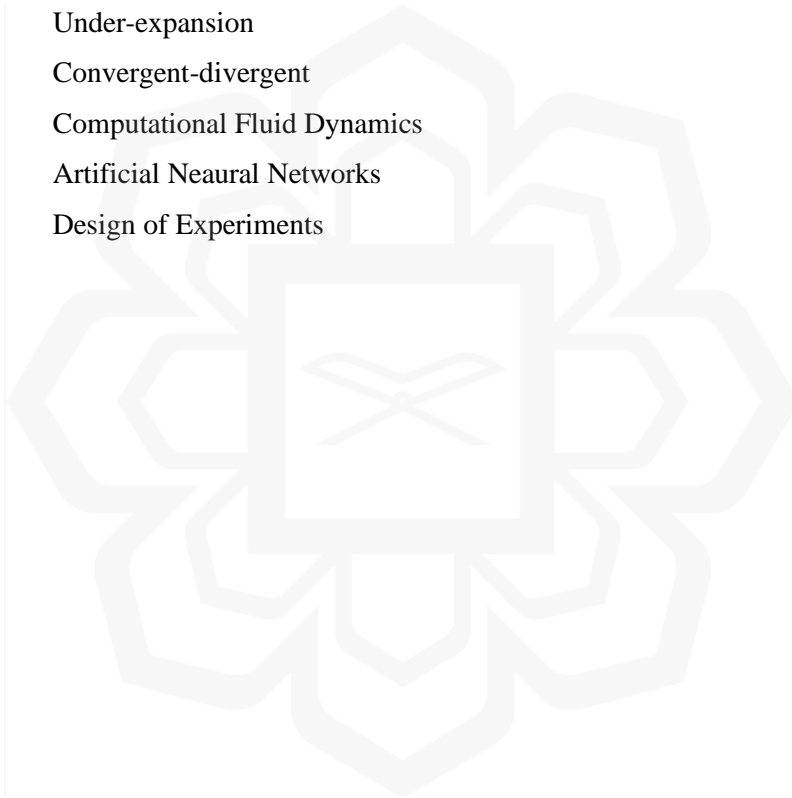 Under-expansion
Convergent-divergent
Computational Fluid Dynamics
Artificial Neaural Networks
Design of Experiments